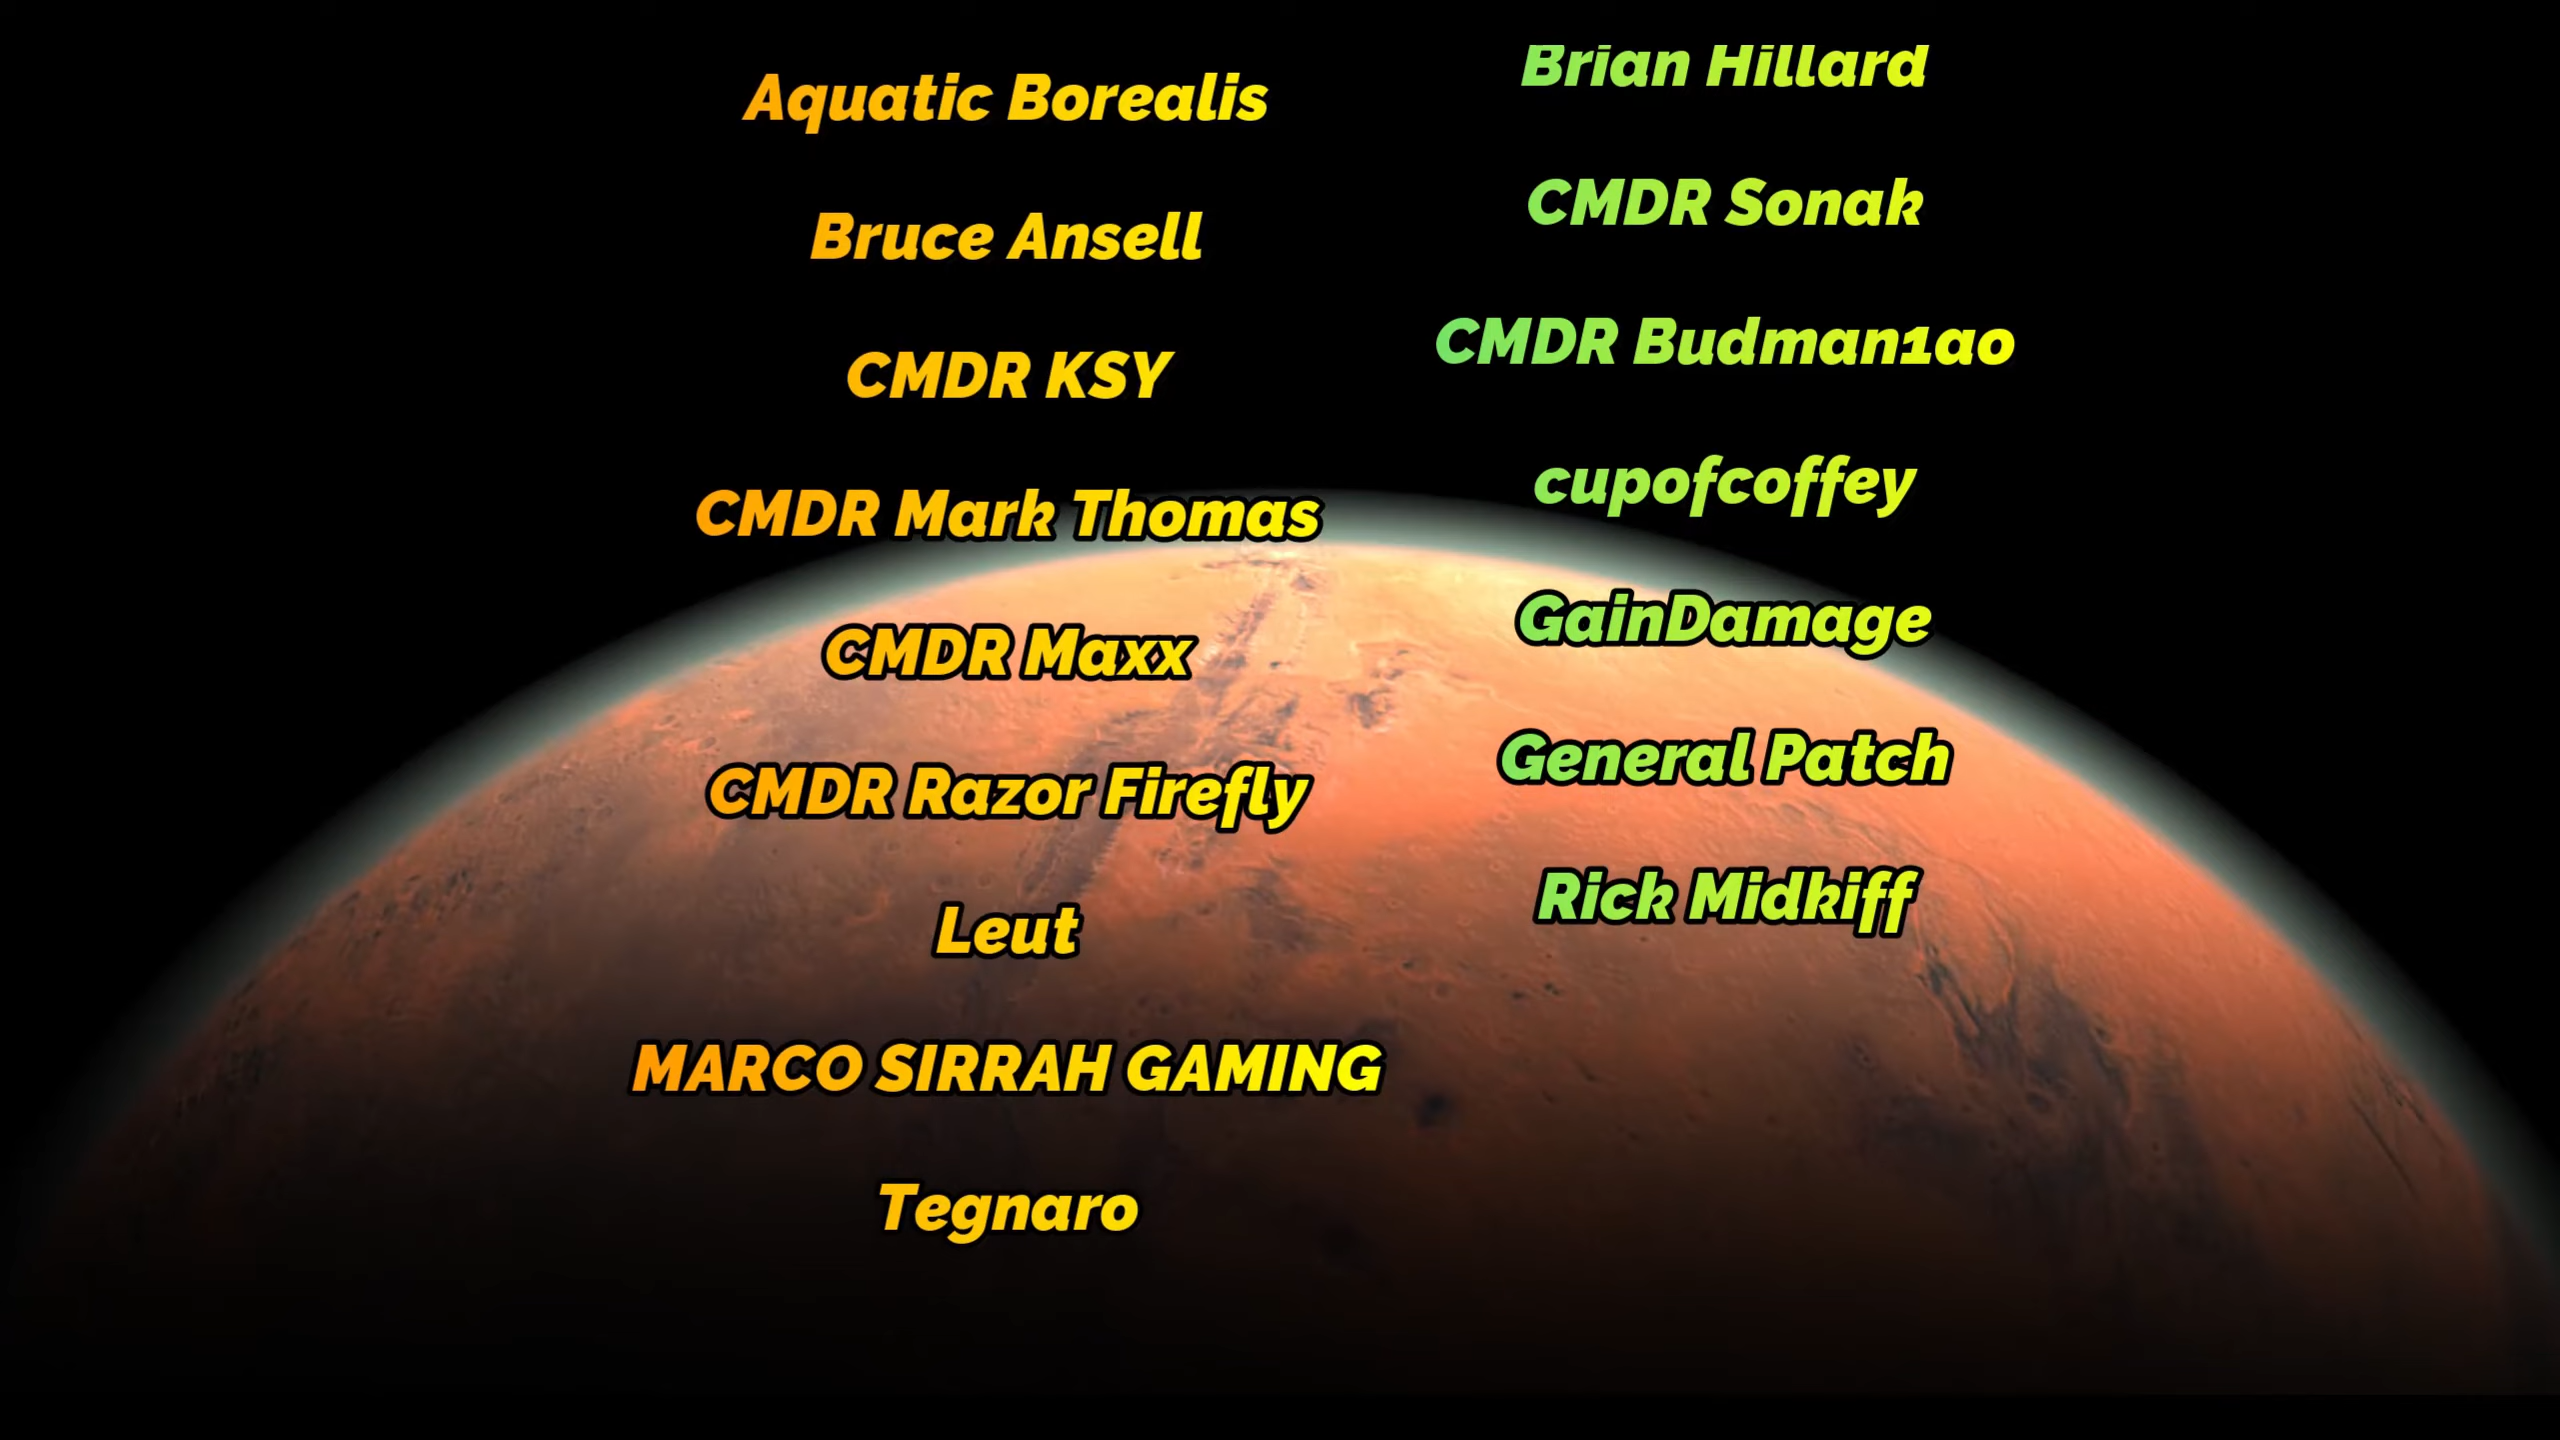 Aquatic Borealis
Bruce Ansell
CMDR KSY
CMDR Mark Thomas
CMDR Maxx
CMDR Razor Firefly
Leut
MARCO SIRRAH GAMING
Tegnaro
Brian Hillard
CMDR Sonak
CMDR Budman1ao
cupofcoffey
GainDamage
General Patch
Rick Midkiff